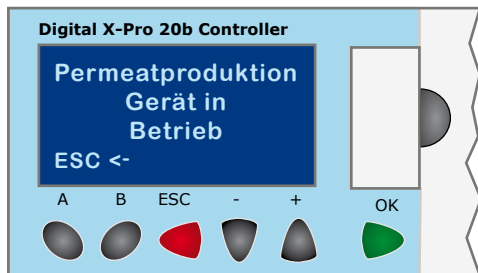 Digital X-Pro 20b Controller
Permeatproduktion
Gerät in
Betrieb
ESC <-
A B ESC - + OK